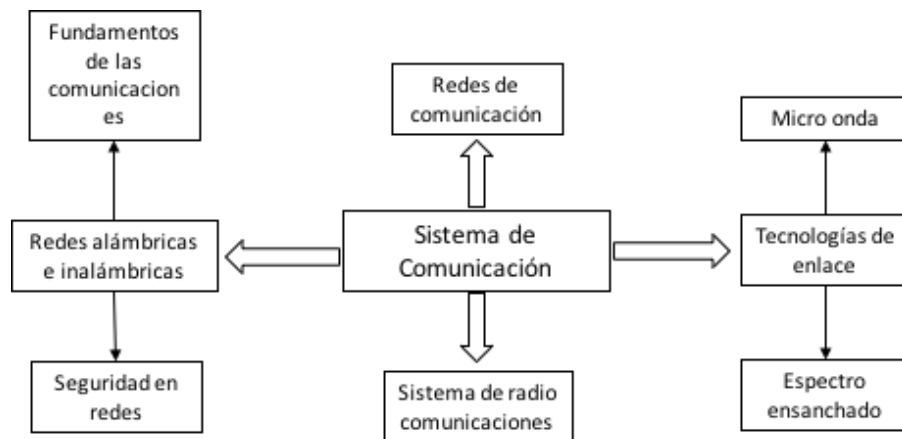 Fundamentos
de las
comunicacion
es
Redes de
comunicación
Micro onda
Redes alámbricas
e inalámbricas
Sistema de
Comunicación
Tecnologías de
enlace
Seguridad en
redes
Sistema de radio
comunicaciones
Espectro
ensanchado